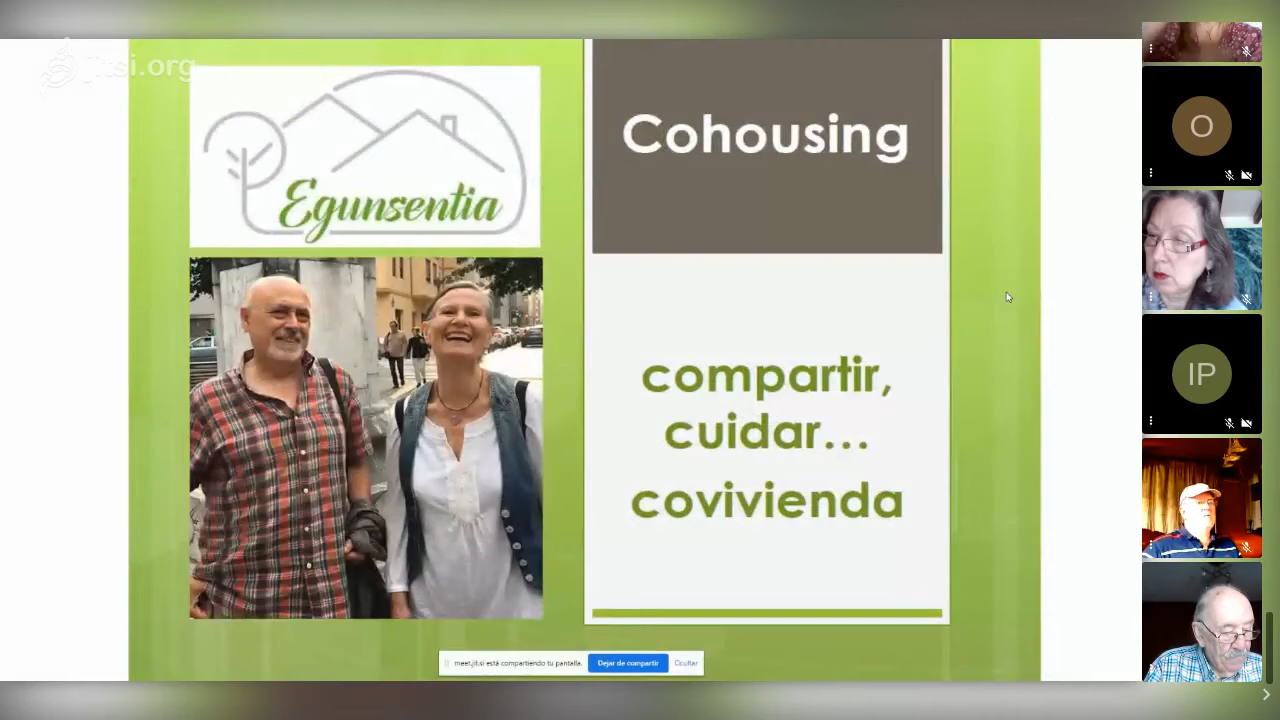 jitsi.org
Egunsentia
Cohousing
compartir,
cuidar...
covivienda
meet.jit.si está compartiendo tu pantalla.
Dejar de compartir
Ocultar
O
IP